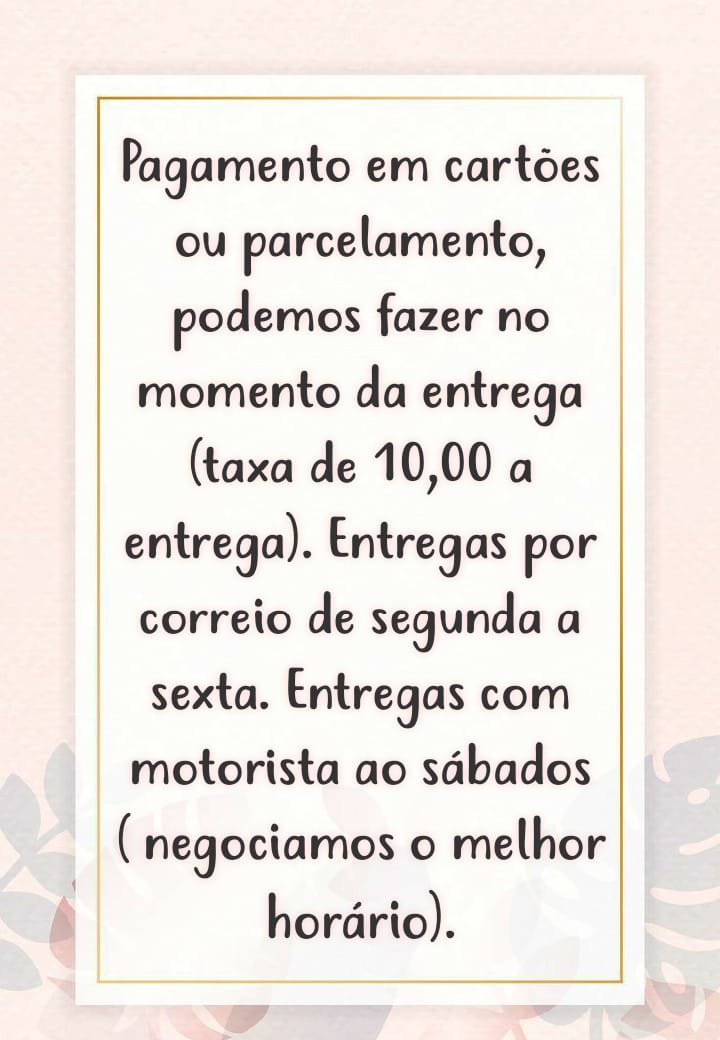 Pagamento em cartões
ou parcelamento,
podemos fazer no
momento da entrega
(taxa de 10,00 a
entrega). Entregas por
correio de segunda a
sexta. Entregas com
motorista ao sábados
( negociamos o melhor
horário).